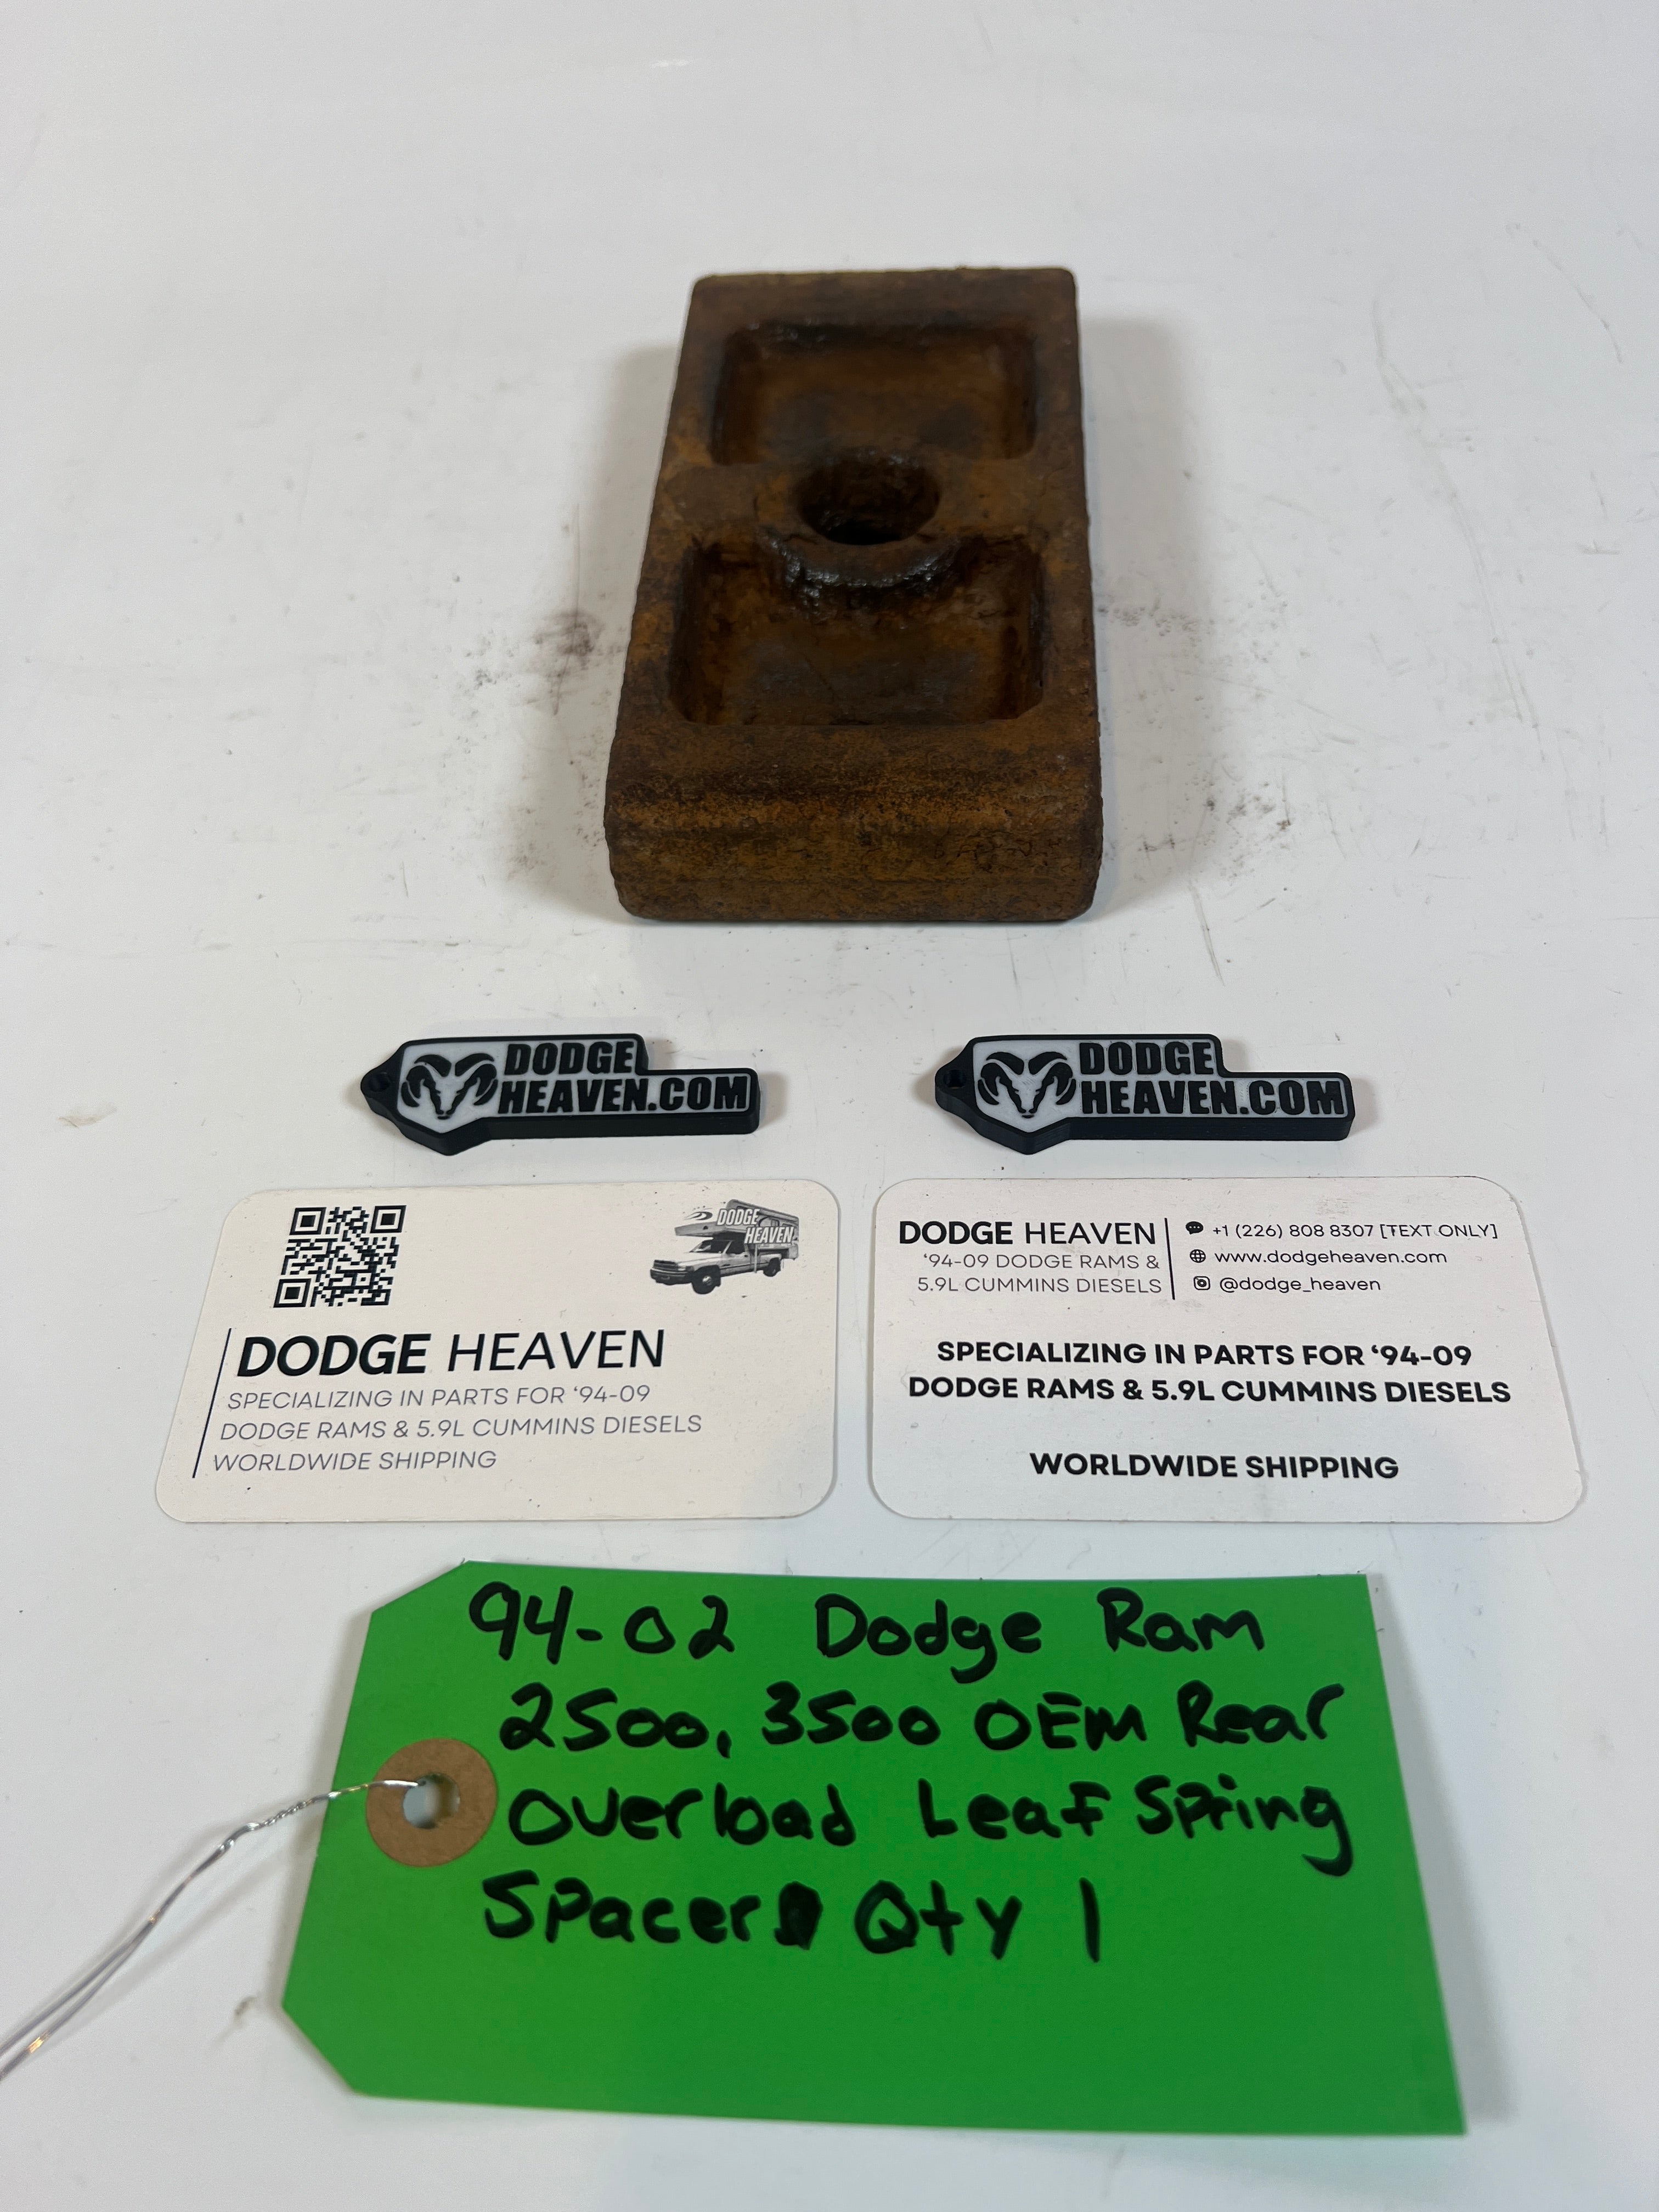 DODGE
HEAVEN.COM
DODGE
HEAVEN.COM
DODGE
HEAVEN
DODGE HEAVEN
SPECIALIZING IN PARTS FOR ‘94-09
DODGE RAMS & 5.9L CUMMINS DIESELS
WORLDWIDE SHIPPING
DODGE HEAVEN
‘94-09 DODGE RAMS &
5.9L CUMMINS DIESELS
+1 (226) 808 8307 [TEXT ONLY]
www.dodgeheaven.com
@dodge_heaven
SPECIALIZING IN PARTS FOR ‘94-09
DODGE RAMS & 5.9L CUMMINS DIESELS
WORLDWIDE SHIPPING
94-02 Dodge Ram
2500, 3500 OEM Rear
Overload Leaf Spring
Spacer Qty 1